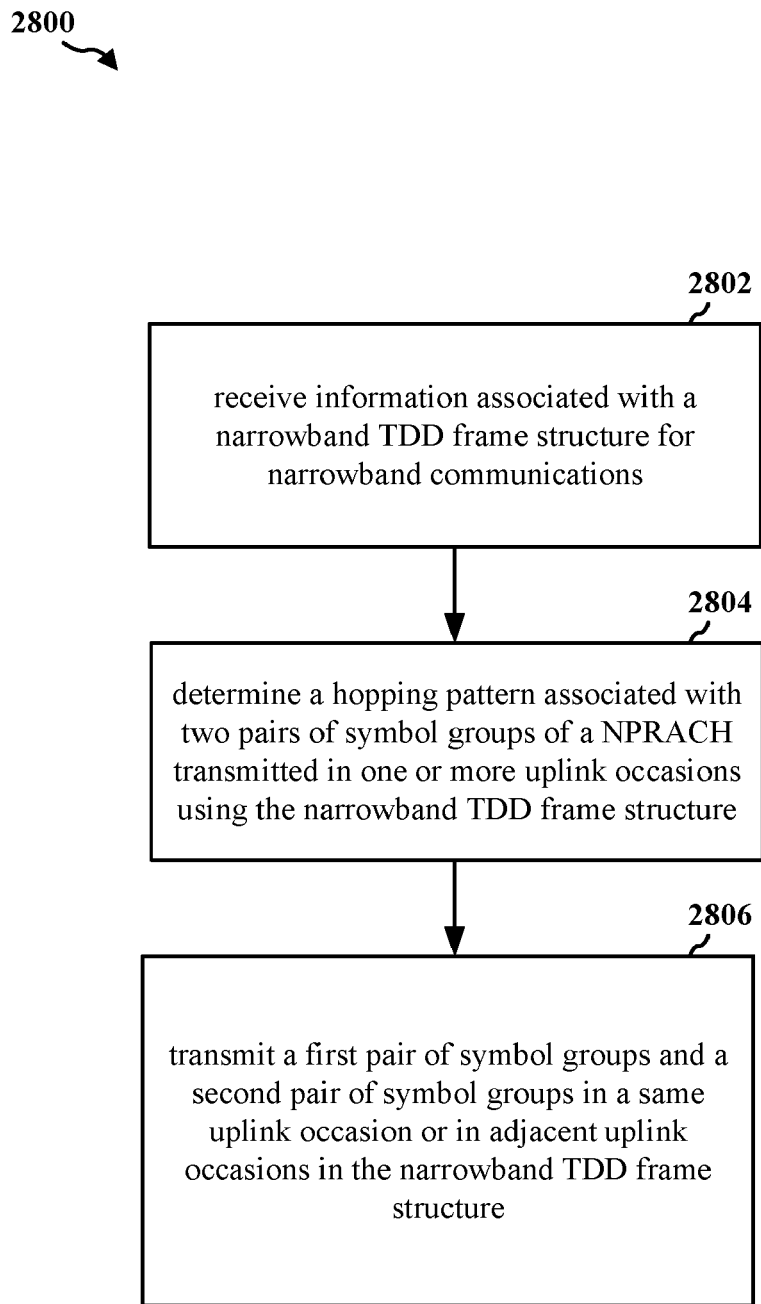 2800
2802
receive information associated with a
narrowband TDD frame structure for
narrowband communications
2804
determine a hopping pattern associated with
two pairs of symbol groups of a NPRACH
transmitted in one or more uplink occasions
using the narrowband TDD frame structure
2806
transmit a first pair of symbol groups and a
second pair of symbol groups in a same
uplink occasion or in adjacent uplink
occasions in the narrowband TDD frame
structure